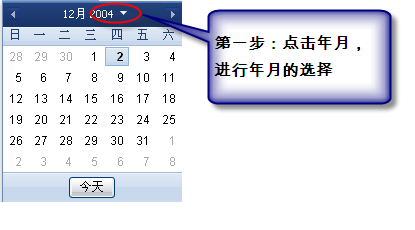 12月 2004
第一步：点击年月，
进行年月的选择
日 一 二 三 四 五 六
28 29 30 1 2 3 4
5 6 7 8 9 10 11
12 13 14 15 16 17 18
19 20 21 22 23 24 25
26 27 28 29 30 31 1
2 3 4 5 6 7 8
今天